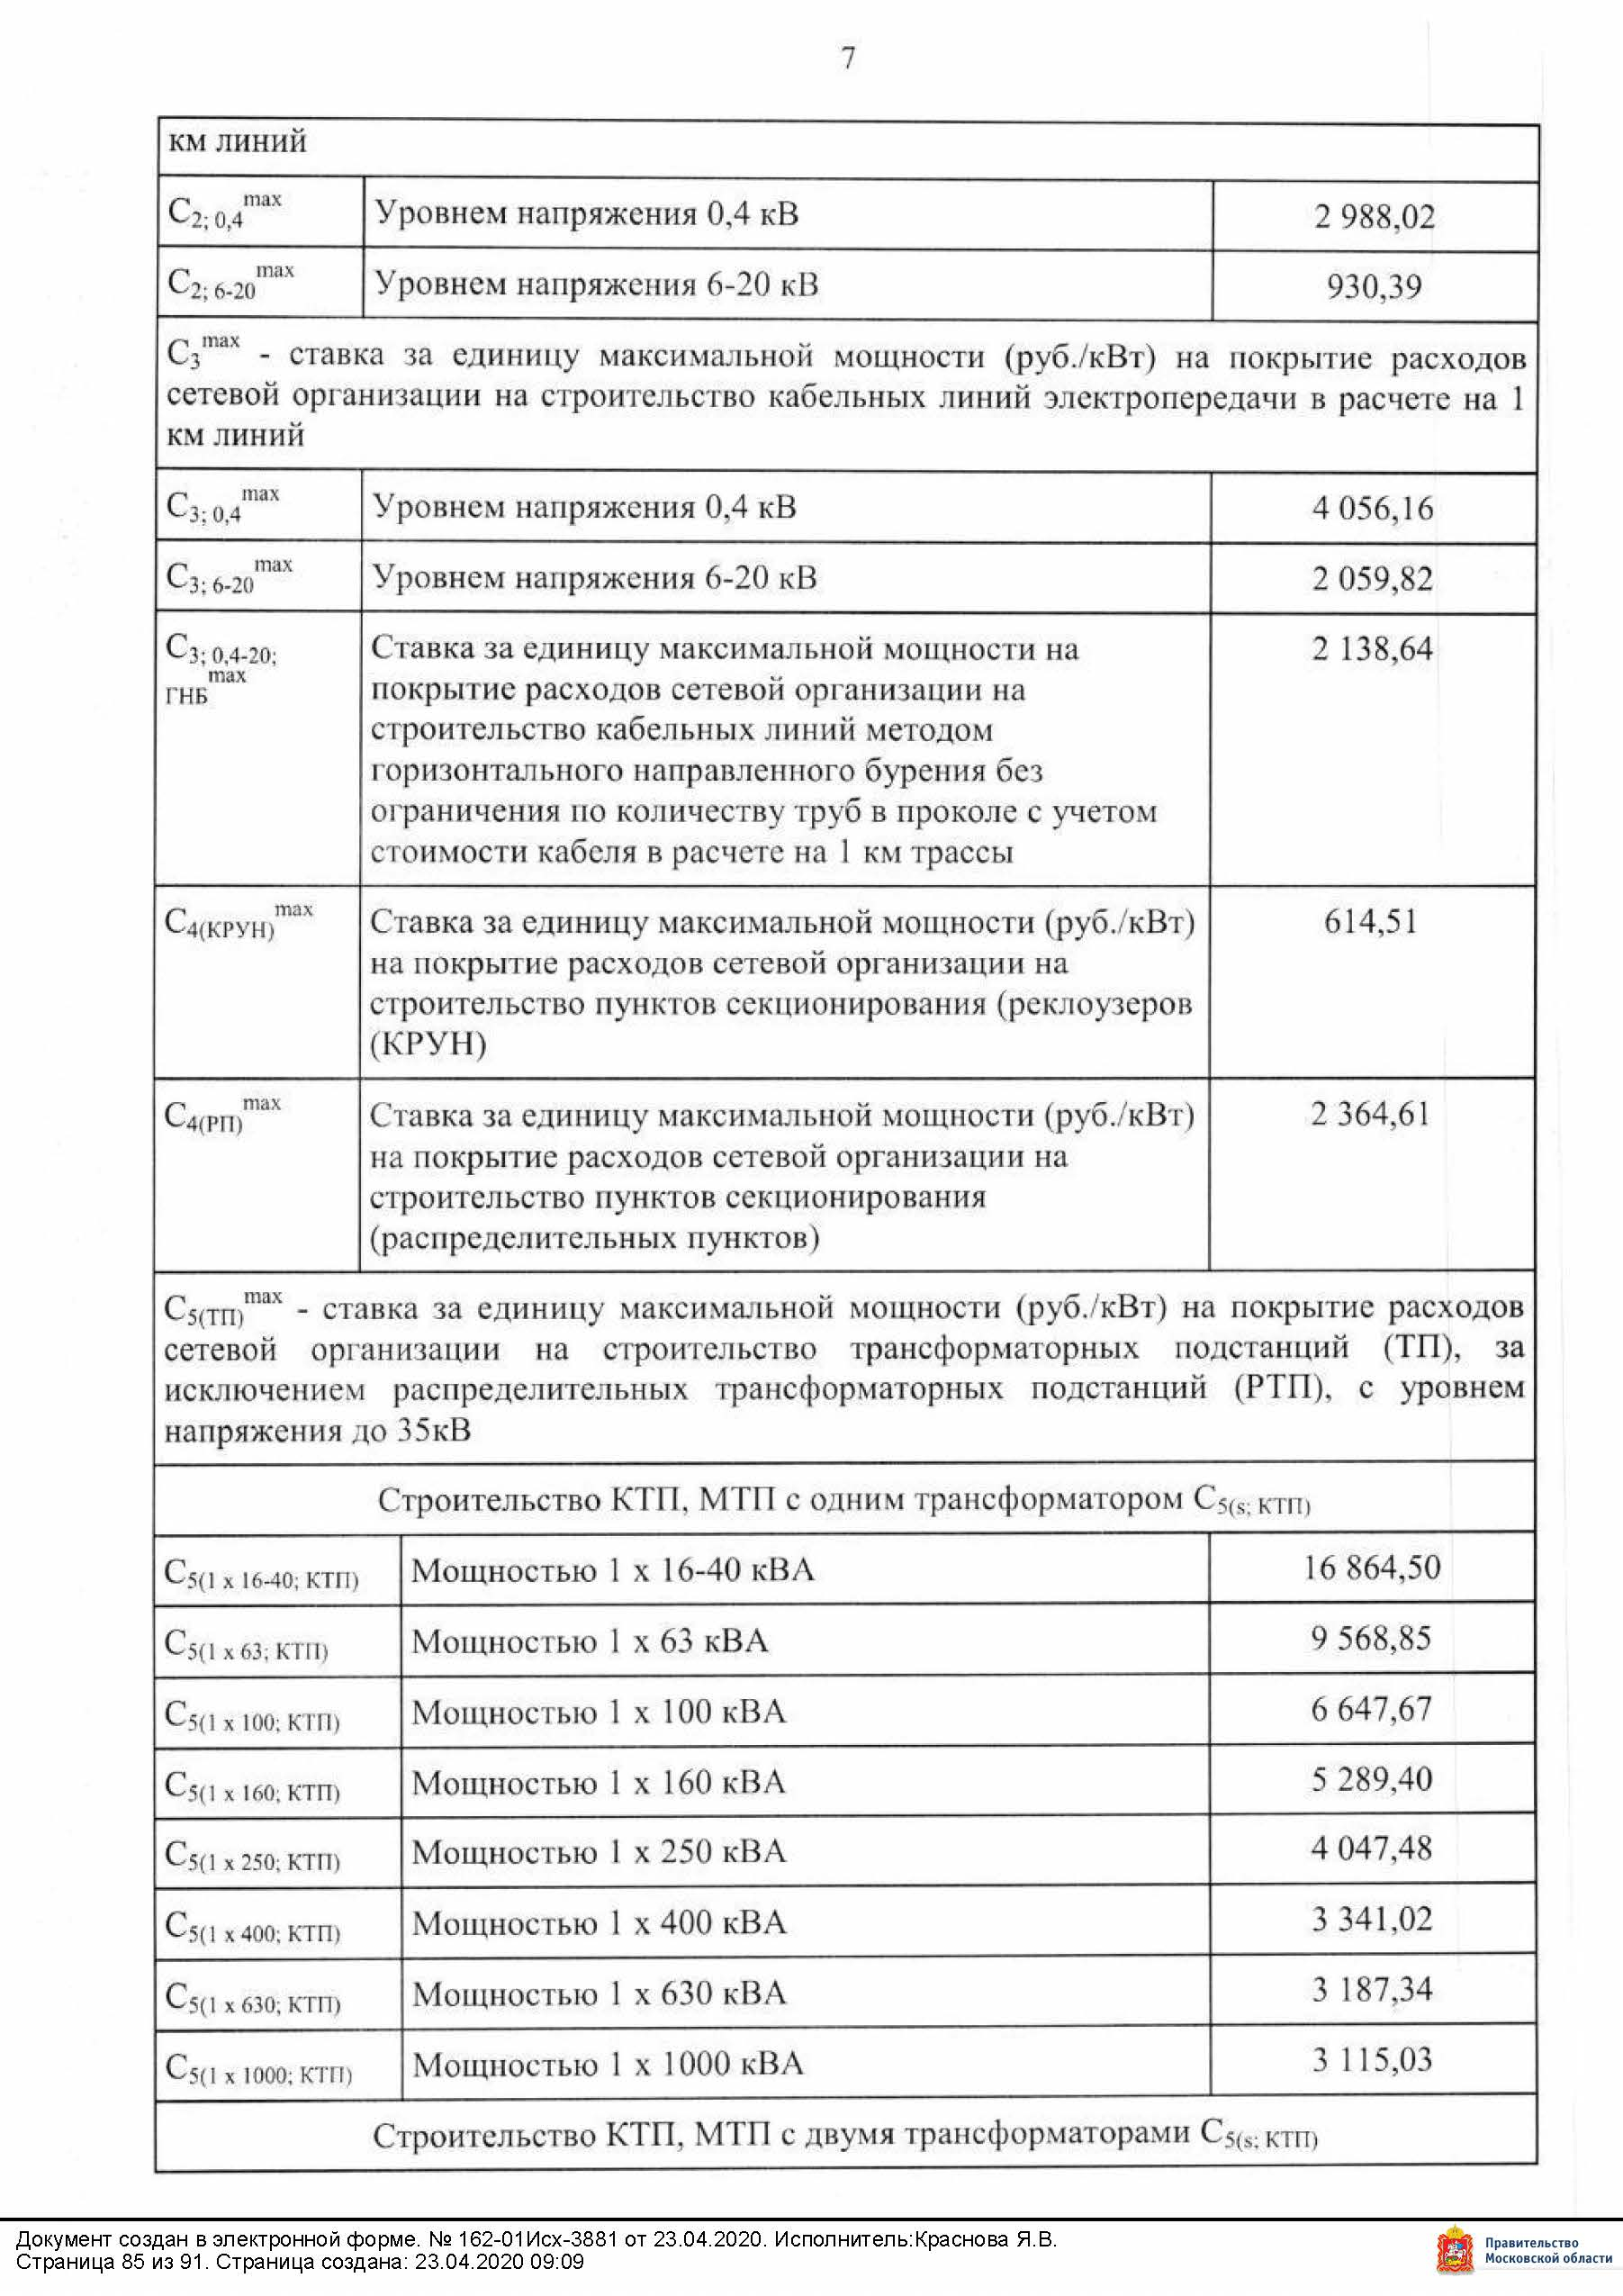 7
км линий
C2; 0,4 max Уровнем напряжения 0,4 кВ 2 988,02
C2; 6-20 max Уровнем напряжения 6-20 кВ 930,39
C3 max - ставка за единицу максимальной мощности (руб./кВт) на покрытие расходов
сетевой организации на строительство кабельных линий электропередачи в расчете на 1
км линий
C3; 0,4 max Уровнем напряжения 0,4 кВ 4 056,16
C3; 6-20 max Уровнем напряжения 6-20 кВ 2 059,82
C3; 0,4-20; ГНБ max Ставка за единицу максимальной мощности на 2 138,64
покрытие расходов сетевой организации на
строительство кабельных линий методом
горизонтального направленного бурения без
ограничения по количеству труб в проколе с учетом
стоимости кабеля в расчете на 1 км трассы
C4(КРУН) max Ставка за единицу максимальной мощности (руб./кВт) 614,51
на покрытие расходов сетевой организации на
строительство пунктов секционирования (реклоузеров
(КРУН)
C4(РП) max Ставка за единицу максимальной мощности (руб./кВт) 2 364,61
на покрытие расходов сетевой организации на
строительство пунктов секционирования
(распределительных пунктов)
C5(ТП) max - ставка за единицу максимальной мощности (руб./кВт) на покрытие расходов
сетевой организации на строительство трансформаторных подстанций (ТП), за
исключением распределительных трансформаторных подстанций (РТП), с уровнем
напряжения до 35кВ
Строительство КТП, МТП с одним трансформатором C5(s; КТП)
C5(1 х 16-40; КТП) Мощностью 1 х 16-40 кВА 16 864,50
C5(1 х 63; КТП) Мощностью 1 х 63 кВА 9 568,85
C5(1 х 100; КТП) Мощностью 1 х 100 кВА 6 647,67
C5(1 х 160; КТП) Мощностью 1 х 160 кВА 5 289,40
C5(1 х 250; КТП) Мощностью 1 х 250 кВА 4 047,48
C5(1 х 400; КТП) Мощностью 1 х 400 кВА 3 341,02
C5(1 х 630; КТП) Мощностью 1 х 630 кВА 3 187,34
C5(1 х 1000; КТП) Мощностью 1 х 1000 кВА 3 115,03
Строительство КТП, МТП с двумя трансформаторами C5(s; КТП)
Документ создан в электронной форме. № 162-01Исх-3881 от 23.04.2020. Исполнитель:Краснова Я.В.
Страница 85 из 91. Страница создана: 23.04.2020 09:09
Правительство
Московской области